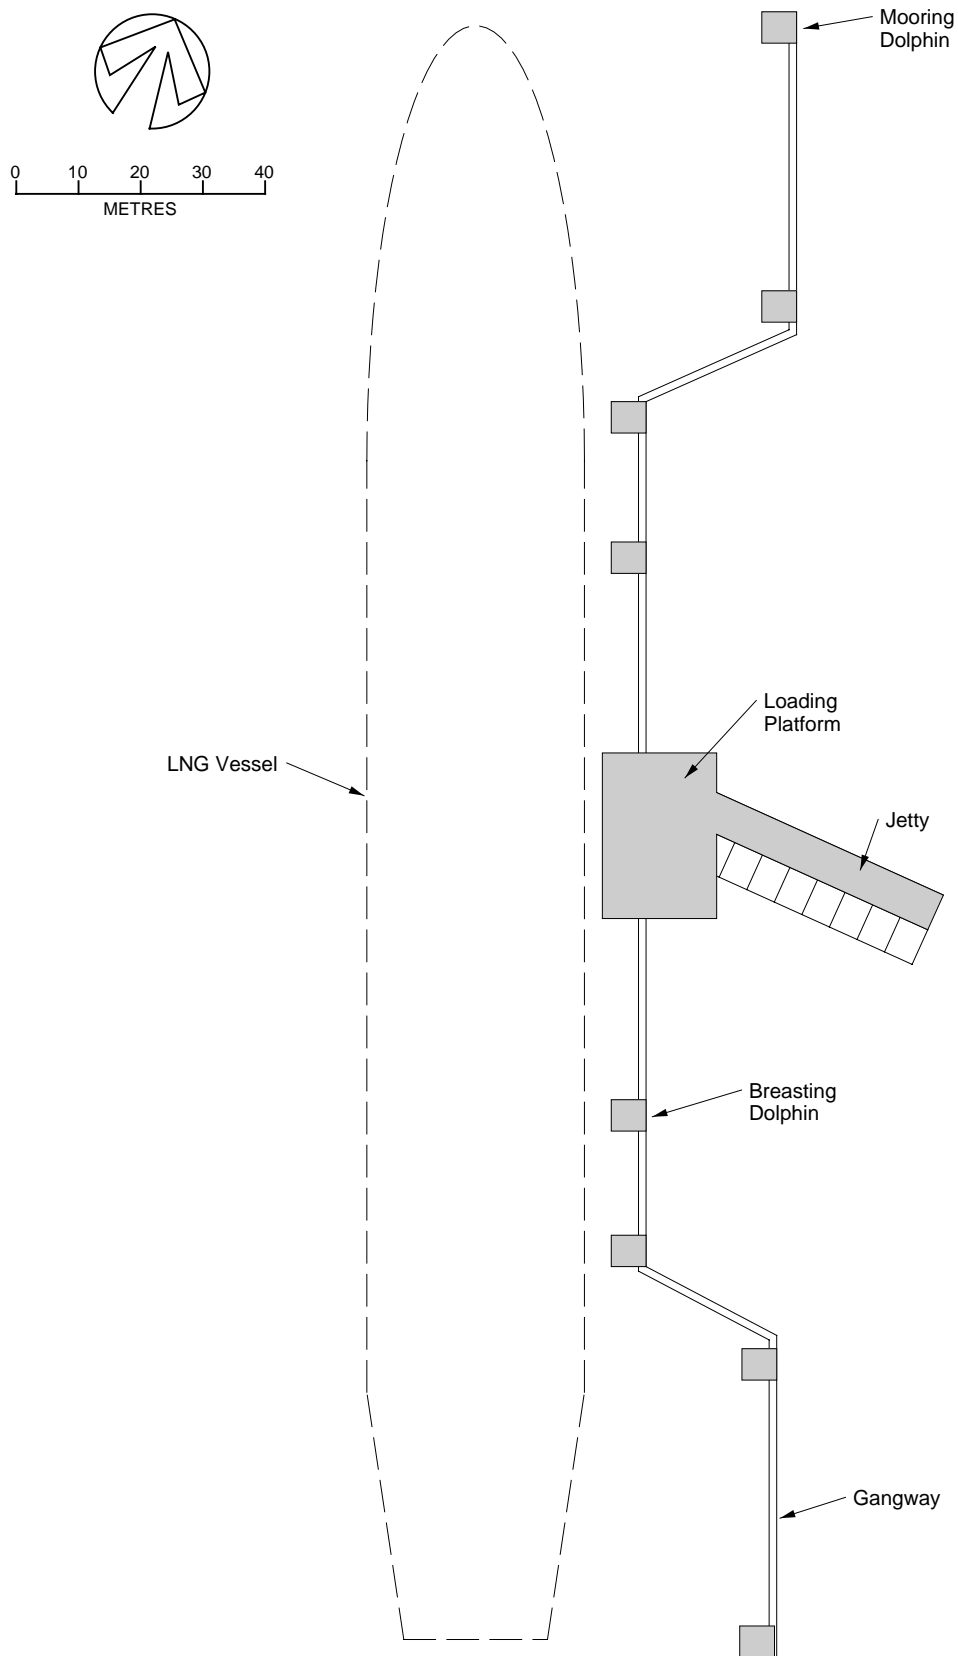 Mooring
Dolphin
0 10 20 30 40
METRES
Loading
Platform
LNG Vessel
Jetty
Breasting
Dolphin
Gangway